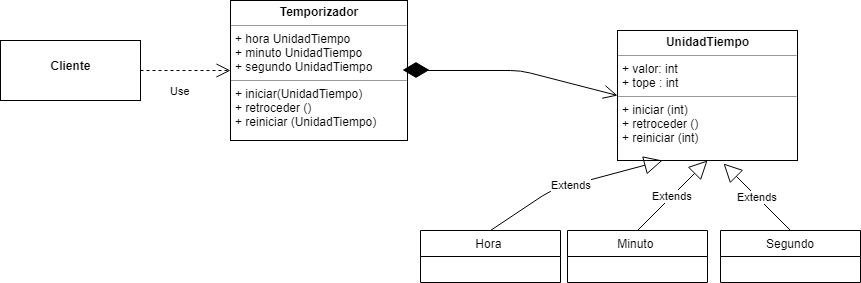 Temporizador
+ hora UnidadTiempo
+ minuto UnidadTiempo
+ segundo UnidadTiempo
+ iniciar(UnidadTiempo)
+ retroceder ()
+ reiniciar (UnidadTiempo)
Cliente
Use
UnidadTiempo
+ valor: int
+ tope : int
+ iniciar (int)
+ retroceder ()
+ reiniciar (int)
Extends
Extends
Extends
Hora
Minuto
Segundo